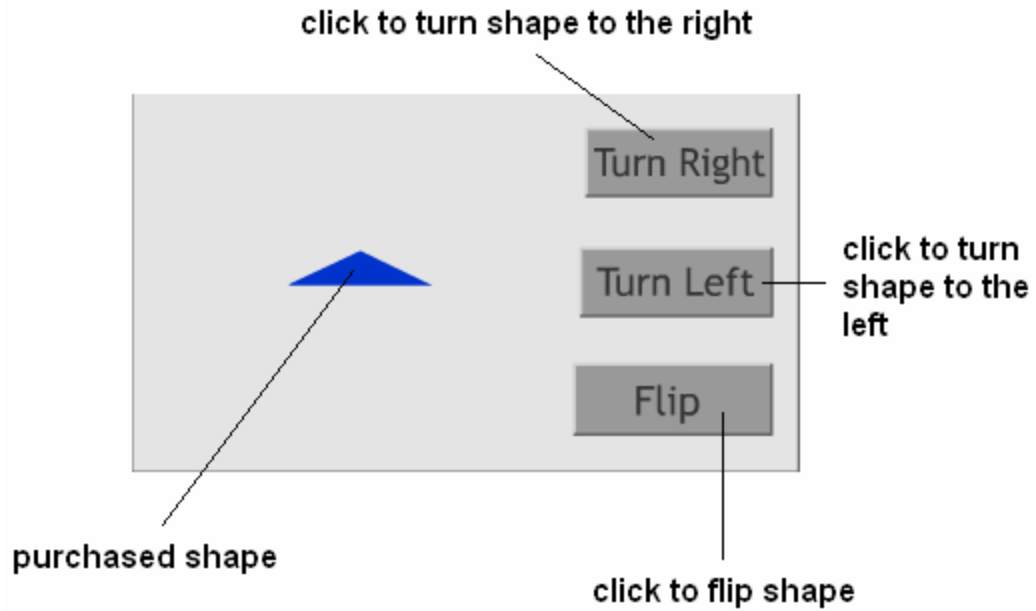 click to turn shape to the right
Turn Right
click to turn
shape to the
left
Turn Left
Flip
purchased shape
click to flip shape